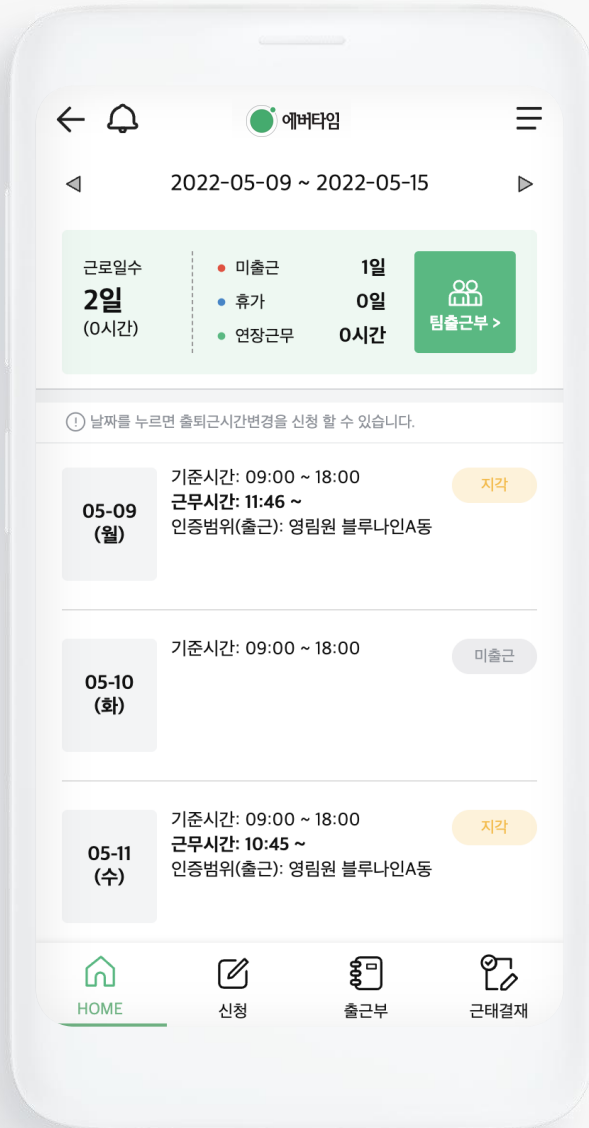 에버타임
2022-05-09 ~ 2022-05-15
근로일수
2일
(0시간)
미출근 1일
휴가 0일
연장근무 0시간
팀출근부 >
날짜를 누르면 출퇴근시간변경을 신청 할 수 있습니다.
05-09
(월)
기준시간: 09:00 ~ 18:00
근무시간: 11:46 ~
인증범위(출근): 영림원 블루나인A동
지각
05-10
(화)
기준시간: 09:00 ~ 18:00
미출근
05-11
(수)
기준시간: 09:00 ~ 18:00
근무시간: 10:45 ~
인증범위(출근): 영림원 블루나인A동
지각
HOME
신청
출근부
근태결재